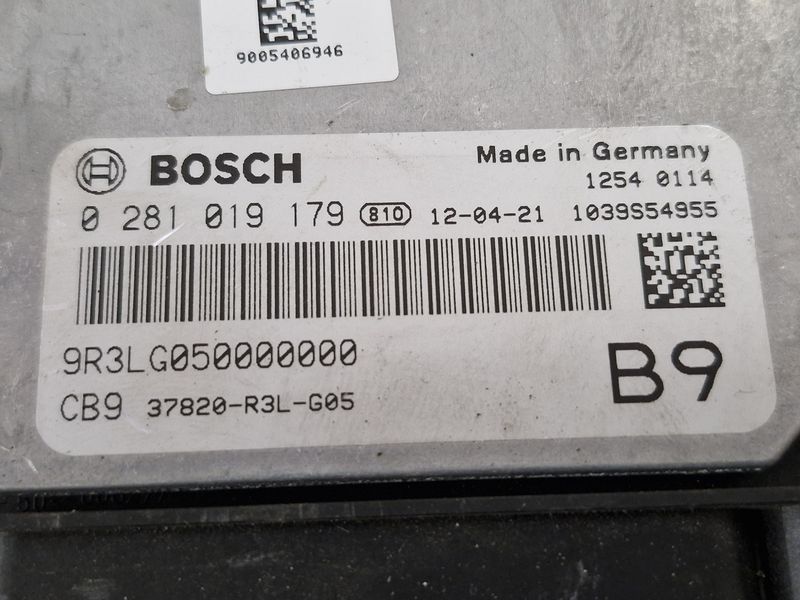 9005406946
BOSCH Made in Germany
1254 0114
0 281 019 179 810 12-04-21 1039S54955
9R3LG050000000
B9
CB9 37820-R3L-G05